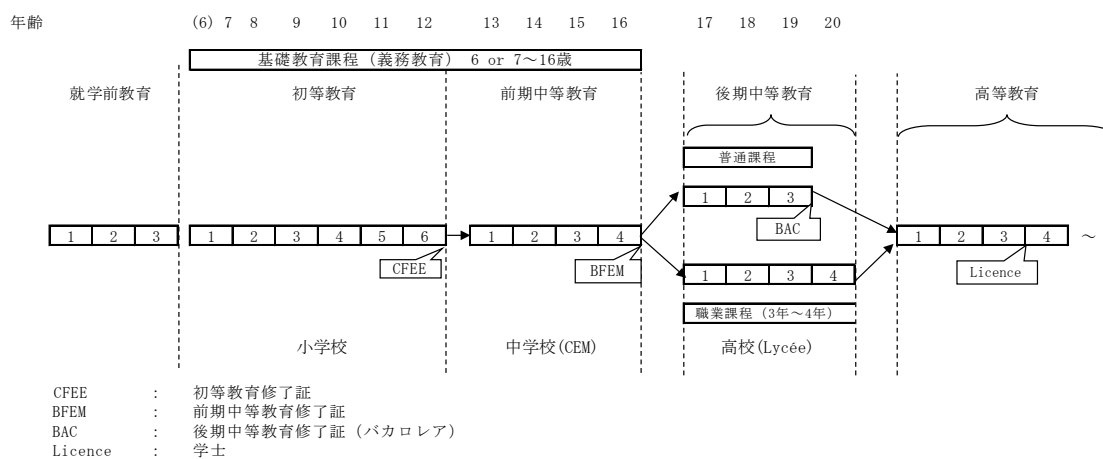 年齢 (6) 7 8 9 10 11 12 13 14 15 16 17 18 19 20
基礎教育課程 (義務教育) 6 or 7～16歳
就学前教育 初等教育 前期中等教育 後期中等教育 高等教育
普通課程
1 2 3
BAC
1 2 3 1 2 3 4 5 6 1 2 3 4 1 2 3 4 ～
CFEE BFEM 1 2 3 4 Licence
職業課程 (3年～4年)
小学校 中学校(CEM) 高校(Lycée)
CFEE : 初等教育修了証
BFEM : 前期中等教育修了証
BAC : 後期中等教育修了証 (バカロレア)
Licence : 学士